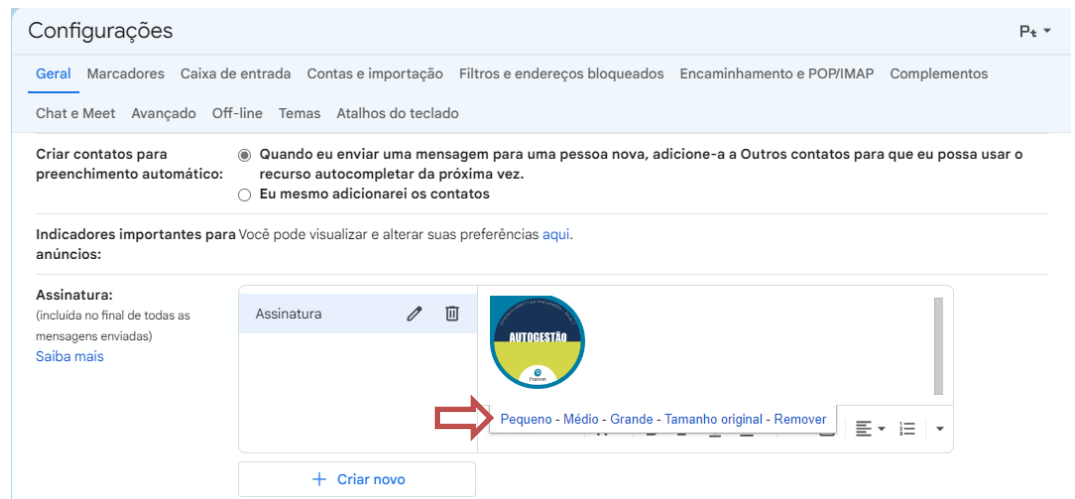 Configurações
Pt
Geral Marcadores Caixa de entrada Contas e importação Filtros e endereços bloqueados Encaminhamento e POP/IMAP Complementos
Chat e Meet Avançado Off-line Temas Atalhos do teclado
Criar contatos para preenchimento automático:
Quando eu enviar uma mensagem para uma pessoa nova, adicione-a a Outros contatos para que eu possa usar o
recurso autocompletar da próxima vez.
Eu mesmo adicionarei os contatos
Indicadores importantes para anúncios:
Você pode visualizar e alterar suas preferências aqui.
Assinatura:
(incluída no final de todas as
mensagens enviadas)
Saiba mais
Assinatura
AUTOGESTÃO
Pequeno - Médio - Grande - Tamanho original - Remover
+ Criar novo